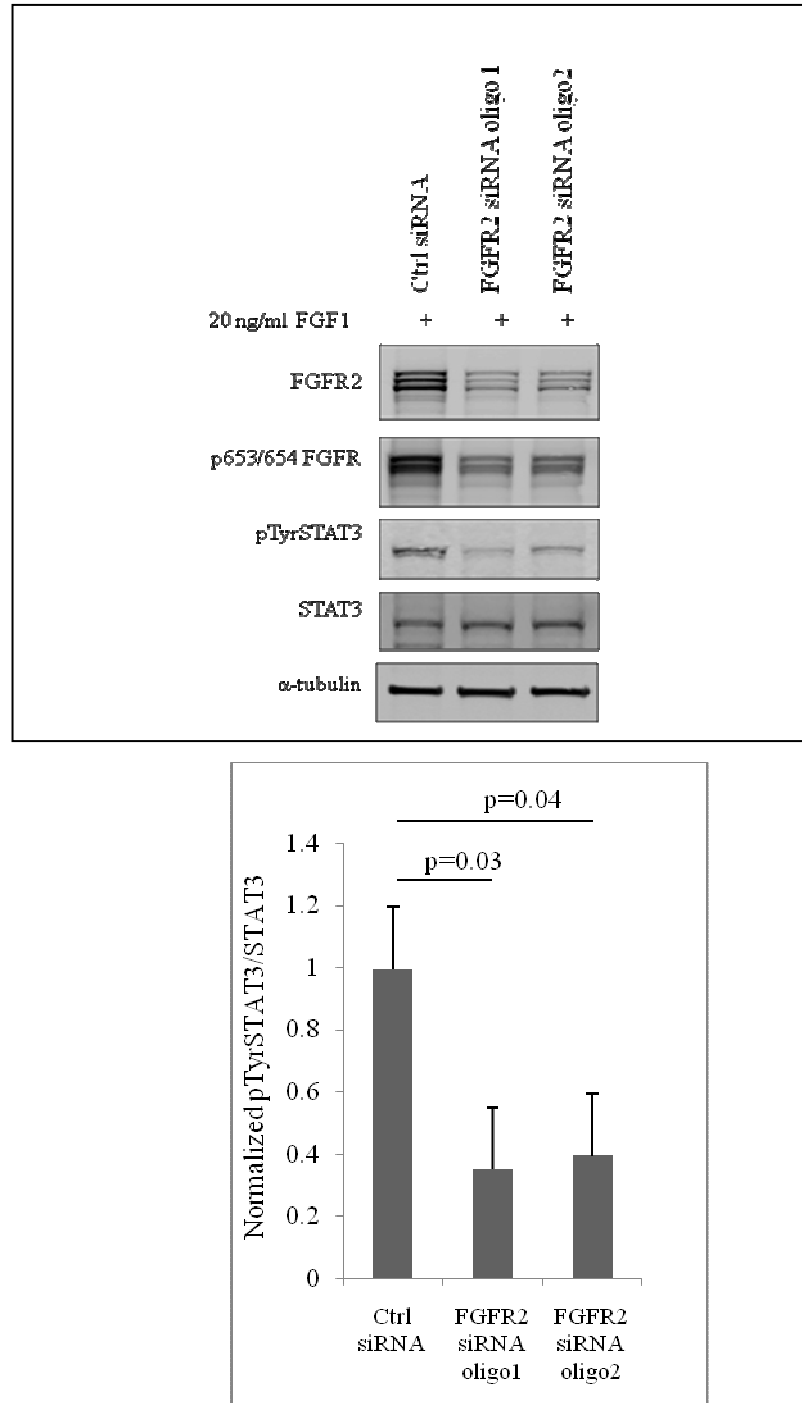 Ctrl siRNA
FGFR2 siRNA oligo 1
FGFR2 siRNA oligo2
20 ng/ml FGF1 + + +
FGFR2
p653/654 FGFR
pTyrSTAT3
STAT3
α-tubulin
p=0.04
p=0.03
Normalized pTyrSTAT3/STAT3
1.4
1.2
1
0.8
0.6
0.4
0.2
0
Ctrl
siRNA
FGFR2
siRNA
oligo1
FGFR2
siRNA
oligo2